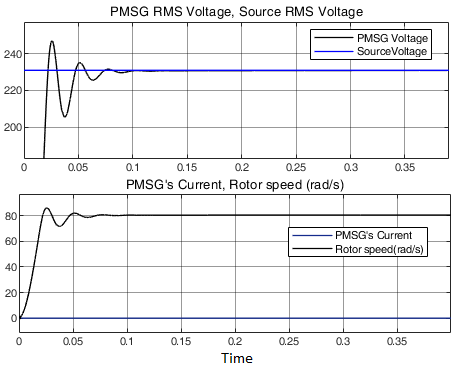 PMSG RMS Voltage, Source RMS Voltage
240
220
200
PMSG Voltage
SourceVoltage
0 0.05 0.1 0.15 0.2 0.25 0.3 0.35
PMSG's Current, Rotor speed (rad/s)
80
60
40
20
0
PMSG's Current
Rotor speed(rad/s)
0 0.05 0.1 0.15 0.2 0.25 0.3 0.35
Time